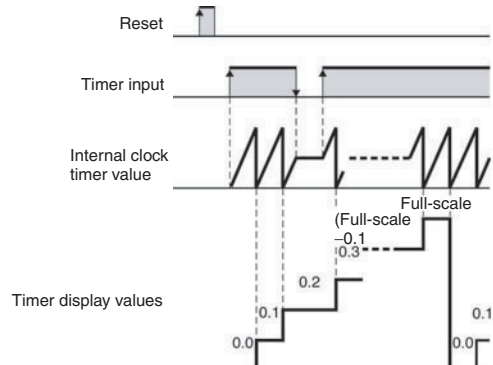 Reset
Timer input
Internal clock
timer value
Full-scale
(Full-scale
–0.1
0.3
0.2
Timer display values
0.1
0.1
0.0
0.0